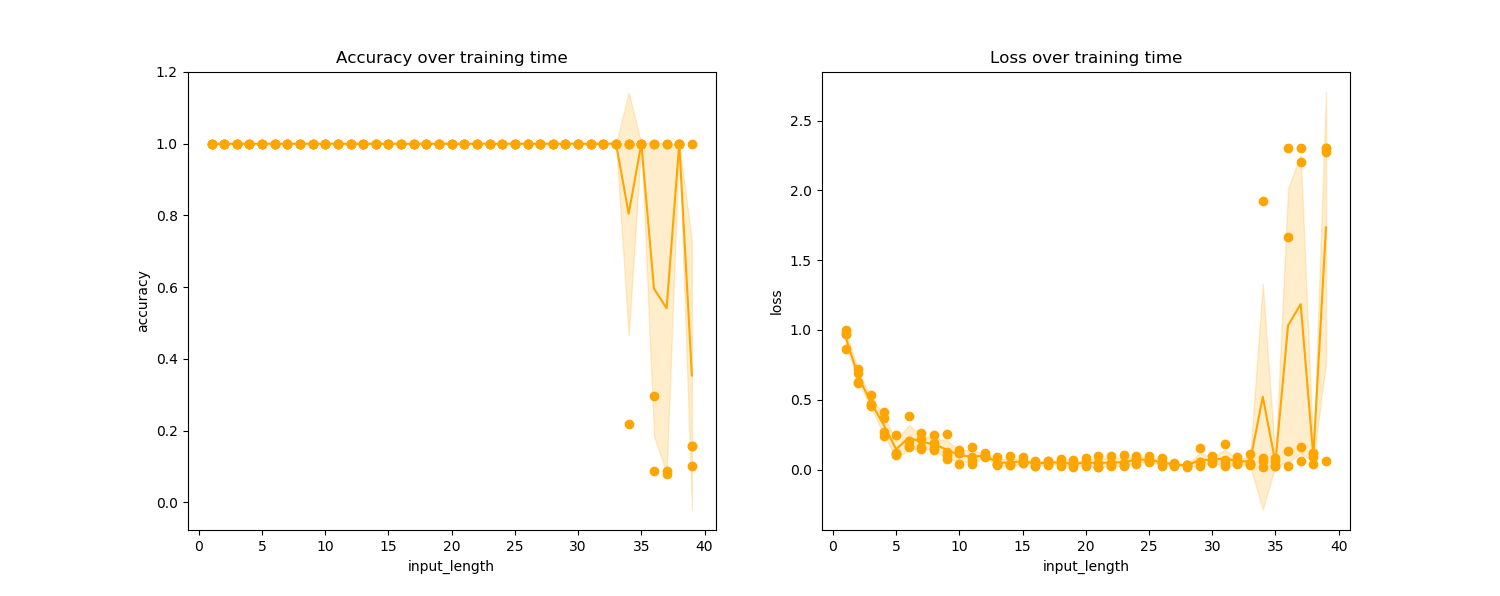 Accuracy over training time
1.2
1.0
0.8
0.6
0.4
0.2
0.0
accuracy
0 5 10 15 20 25 30 35 40
input_length
Loss over training time
2.5
2.0
1.5
1.0
0.5
0.0
loss
0 5 10 15 20 25 30 35 40
input_length